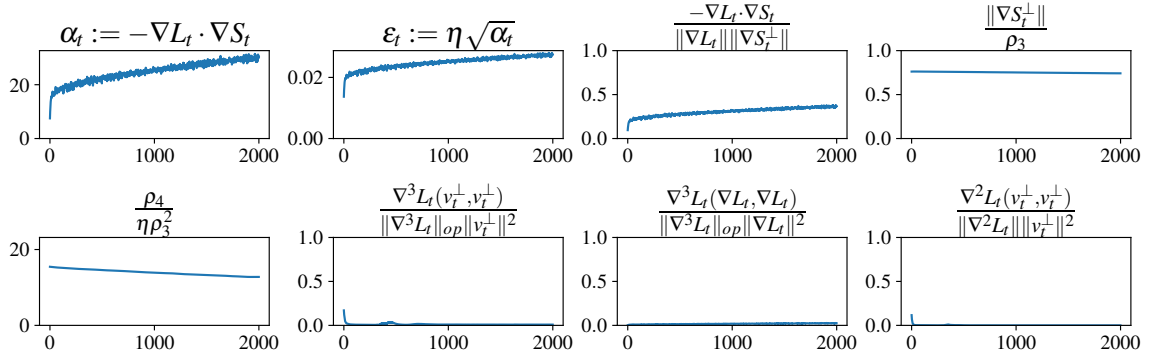 α_t := −∇L_t · ∇S_t
ε_t := η√α_t
−∇L_t·∇S_t / ‖∇L_t‖‖∇S_t^⊥‖
‖∇S_t^⊥‖ / ρ_3
20
0
0 1000 2000
0.02
0.00
0 1000 2000
1.0
0.5
0.0
0 1000 2000
1.0
0.5
0.0
0 1000 2000
ρ_4 / ηρ_3^2
∇^3L_t(v_t^⊥,v_t^⊥) / ‖∇^3L_t‖_op‖v_t^⊥‖^2
∇^3L_t(∇L_t,∇L_t) / ‖∇^3L_t‖_op‖∇L_t‖^2
∇^2L_t(v_t^⊥,v_t^⊥) / ‖∇^2L_t‖‖v_t^⊥‖^2
20
0
0 1000 2000
1.0
0.5
0.0
0 1000 2000
1.0
0.5
0.0
0 1000 2000
1.0
0.5
0.0
0 1000 2000